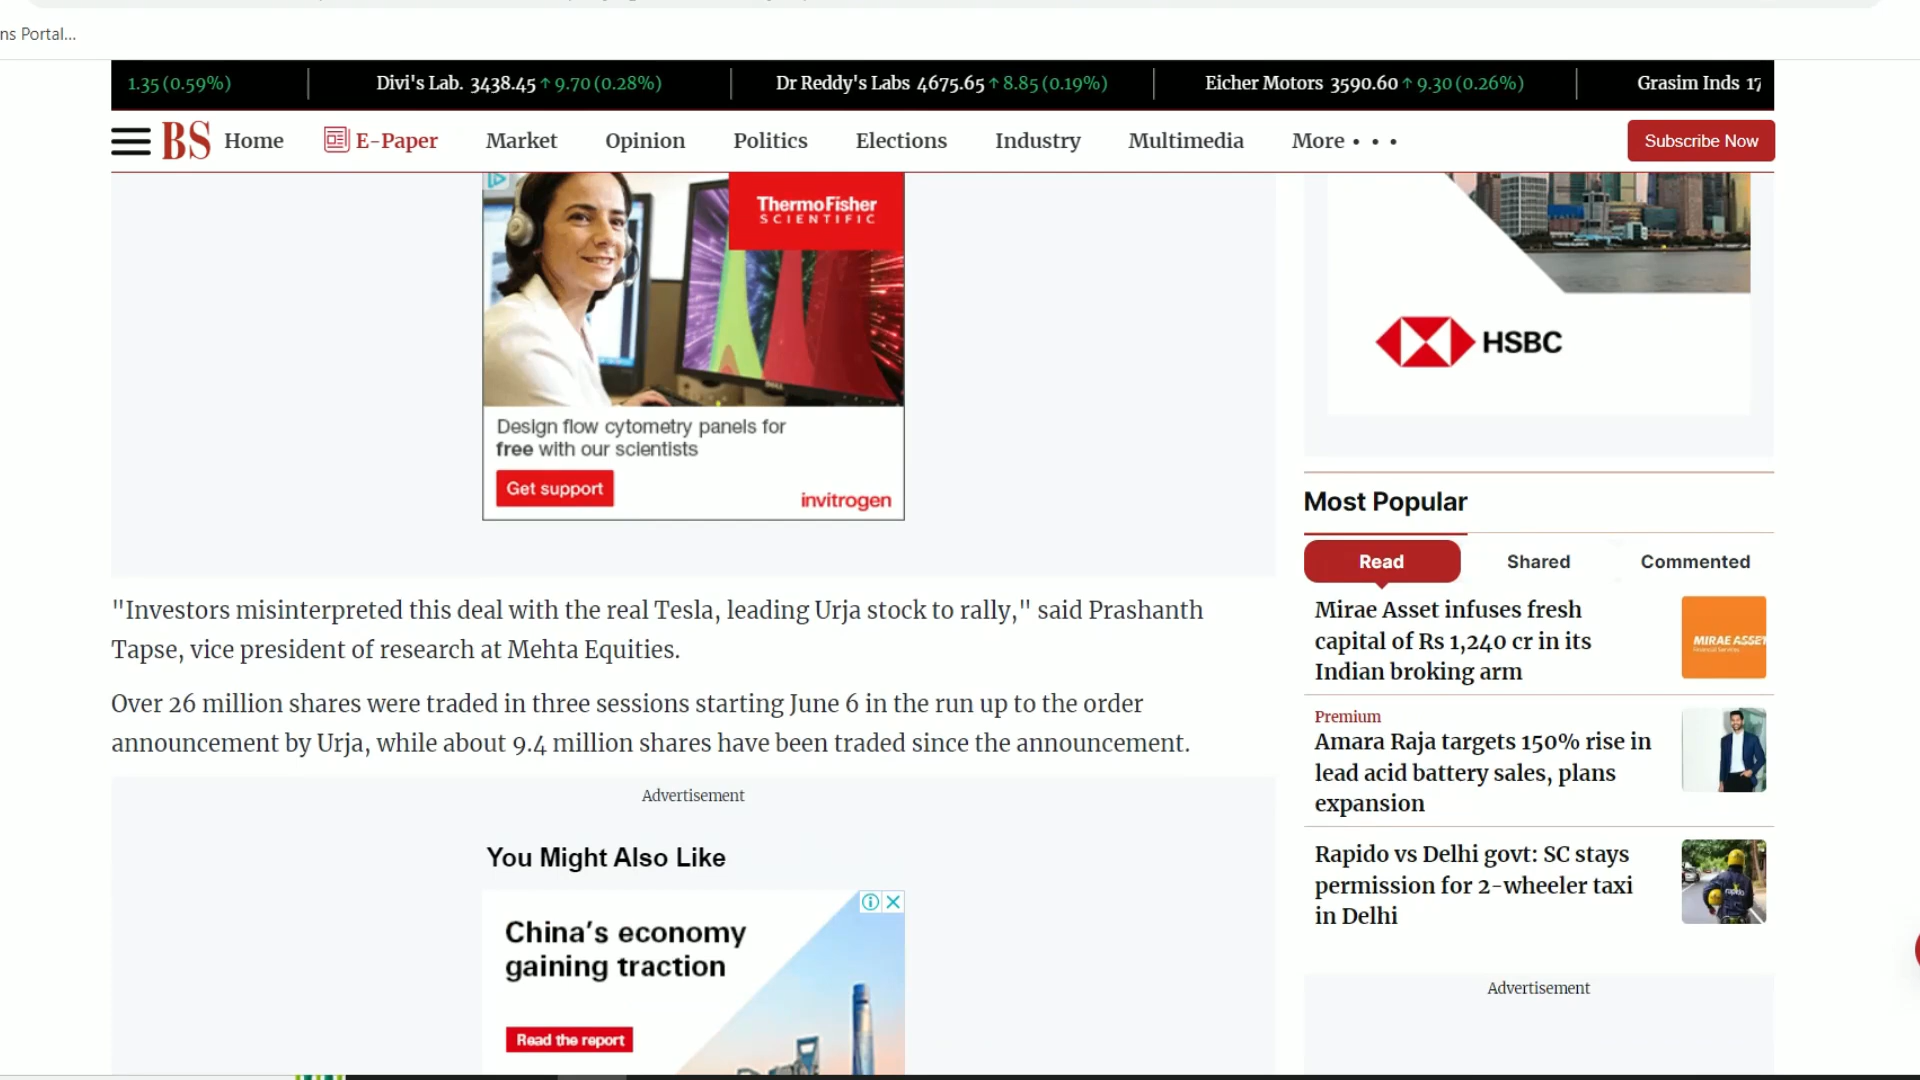 ns Portal...
1.35 (0.59%) Divi's Lab. 3438.45 ↑ 9.70 (0.28%) Dr Reddy's Labs 4675.65 ↑ 8.85 (0.19%) Eicher Motors 3590.60 ↑ 9.30 (0.26%) Grasim Inds 17
BS Home E-Paper Market Opinion Politics Elections Industry Multimedia More • • • Subscribe Now
ThermoFisher
SCIENTIFIC
DELL
Design flow cytometry panels for
free with our scientists
Get support
invitrogen
HSBC
"Investors misinterpreted this deal with the real Tesla, leading Urja stock to rally," said Prashanth
Tapse, vice president of research at Mehta Equities.
Over 26 million shares were traded in three sessions starting June 6 in the run up to the order
announcement by Urja, while about 9.4 million shares have been traded since the announcement.
Advertisement
You Might Also Like
China's economy
gaining traction
Read the report
Most Popular
Read Shared Commented
Mirae Asset infuses fresh
capital of Rs 1,240 cr in its
Indian broking arm
MIRAE ASSET
Financial Services
Premium
Amara Raja targets 150% rise in
lead acid battery sales, plans
expansion
Rapido vs Delhi govt: SC stays
permission for 2-wheeler taxi
in Delhi
rapido
Advertisement